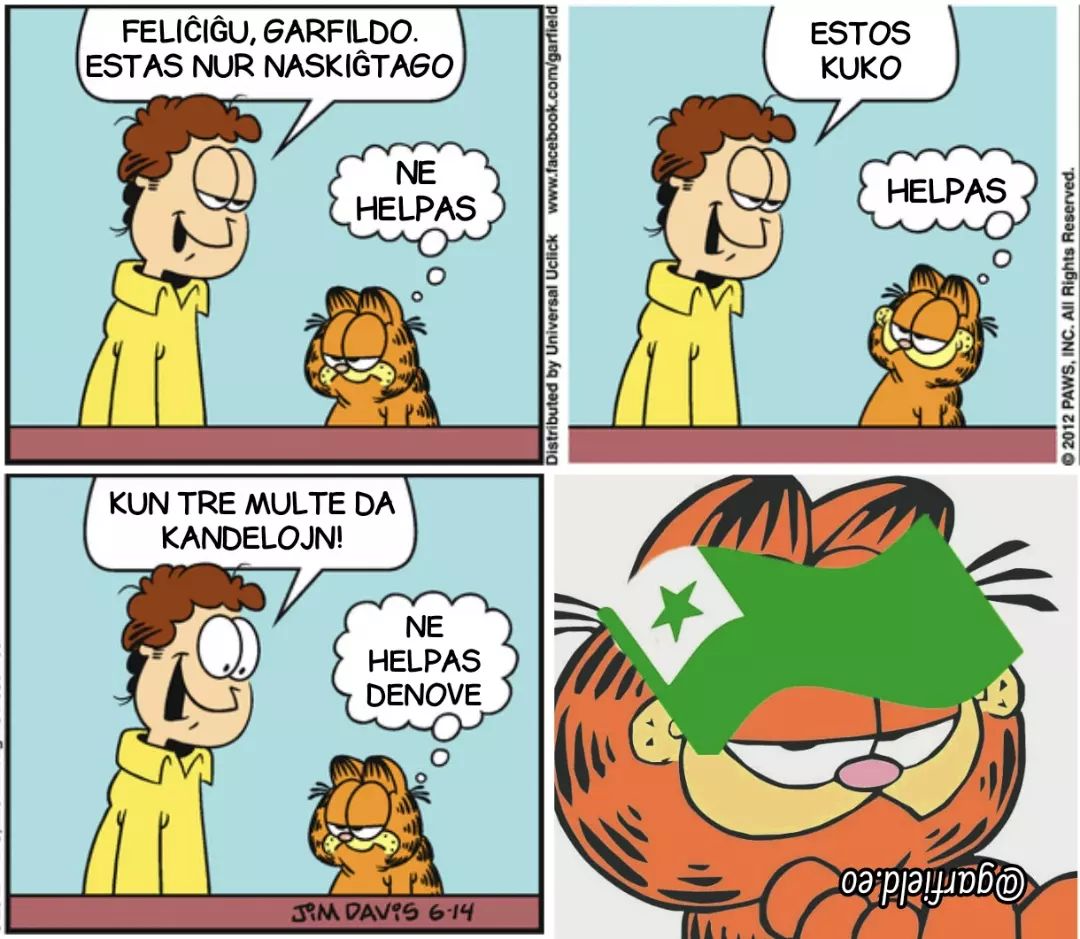 FELIĈIĜU, GARFILDO.
ESTAS NUR NASKIĜTAGO
NE
HELPAS
www.facebook.com/garfield
Distributed by Universal Uclick
ESTOS
KUKO
HELPAS
© 2012 PAWS, INC. All Rights Reserved.
KUN TRE MULTE DA
KANDELOJN!
NE
HELPAS
DENOVE
JIM DAVIS 6-14
@garfield.eo